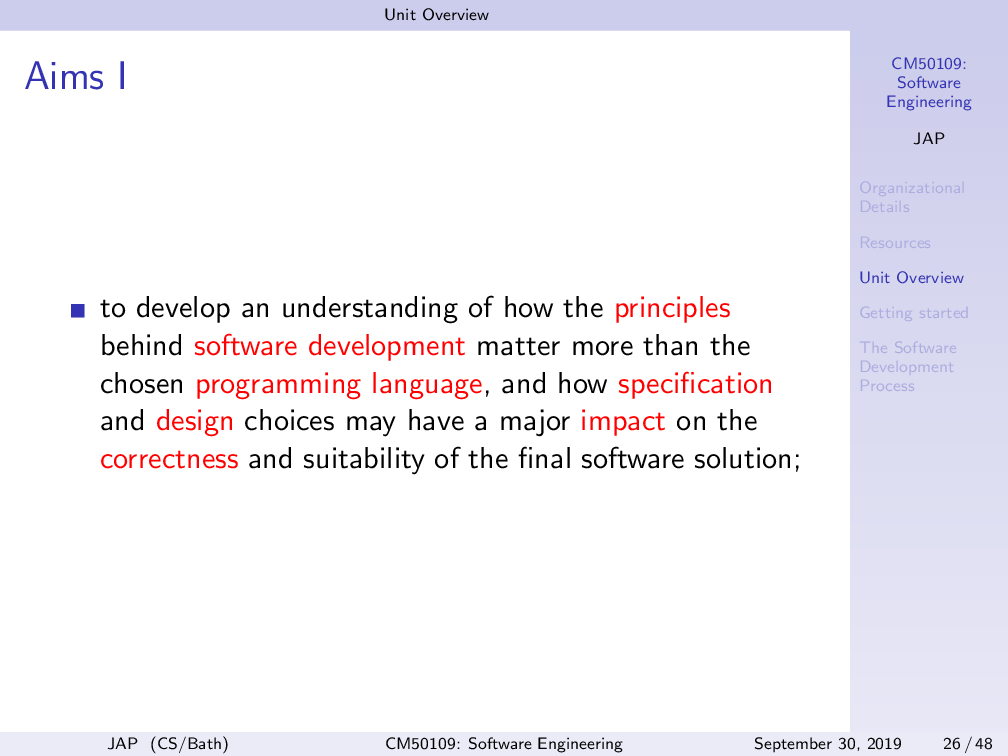 Unit Overview
Aims I
to develop an understanding of how the principles
behind software development matter more than the
chosen programming language, and how specification
and design choices may have a major impact on the
correctness and suitability of the final software solution;
CM50109:
Software
Engineering
JAP
Organizational
Details
Resources
Unit Overview
Getting started
The Software
Development
Process
JAP (CS/Bath)
CM50109: Software Engineering
September 30, 2019
26 / 48